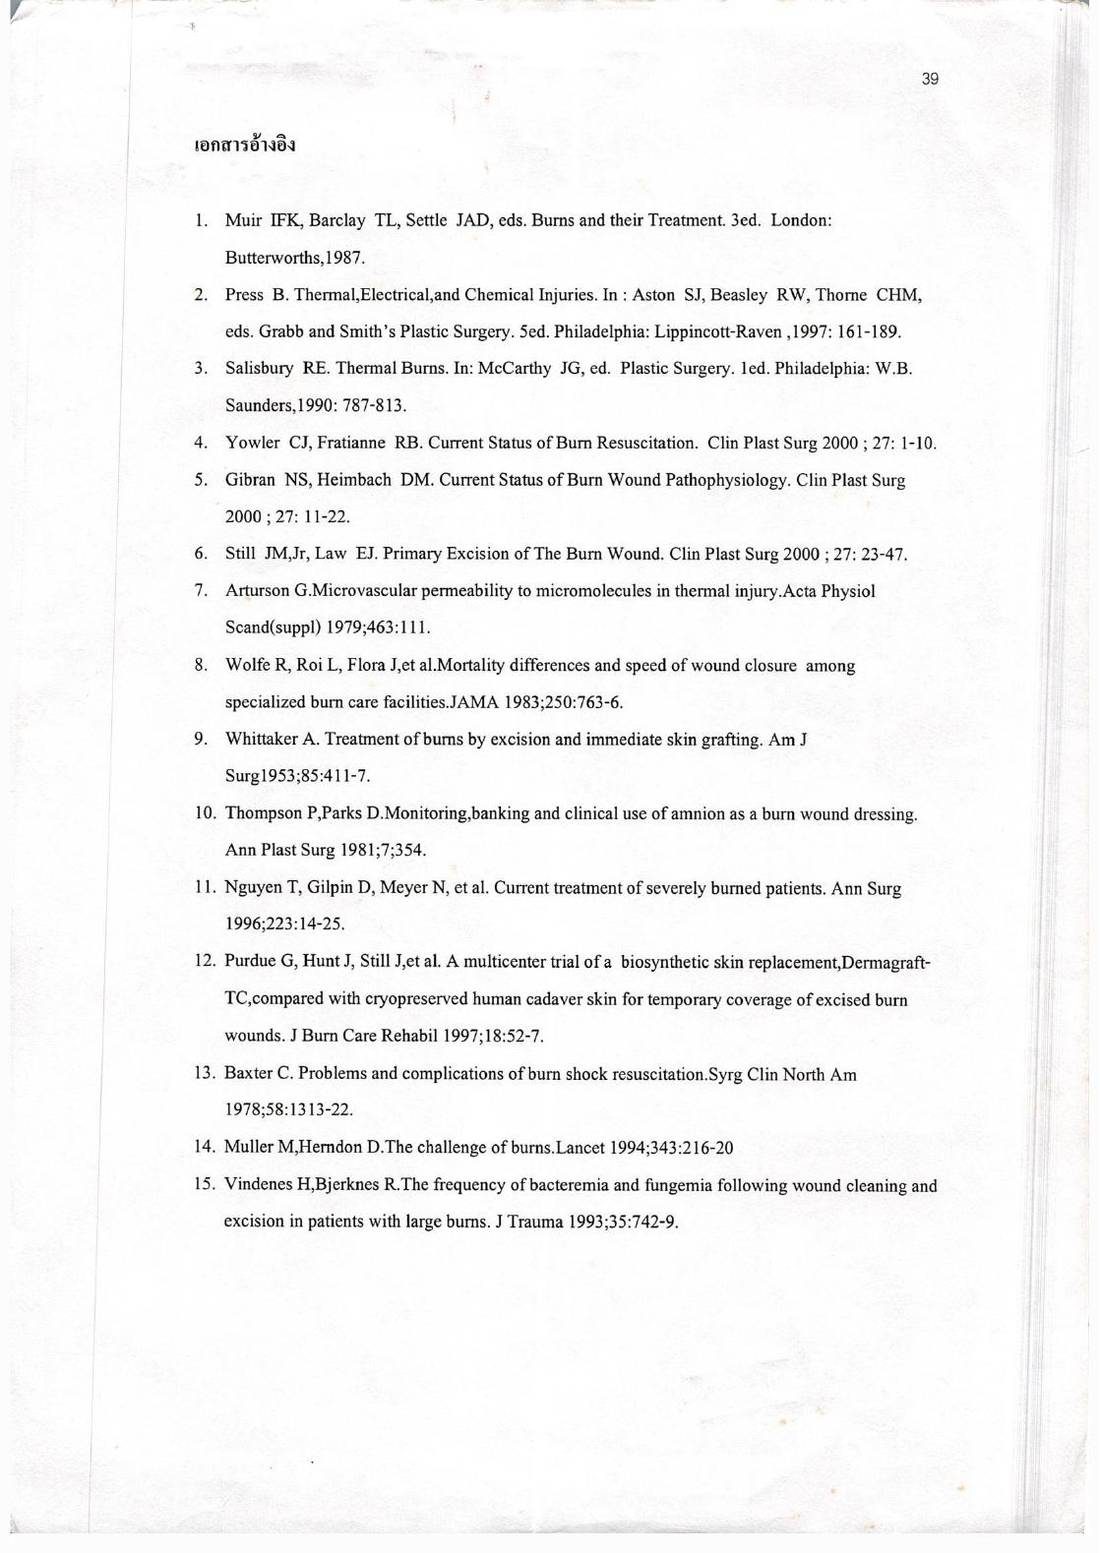 39
เอกสารอ้างอิง
1. Muir IFK, Barclay TL, Settle JAD, eds. Burns and their Treatment. 3ed. London:
Butterworths,1987.
2. Press B. Thermal,Electrical,and Chemical Injuries. In : Aston SJ, Beasley RW, Thorne CHM,
eds. Grabb and Smith's Plastic Surgery. 5ed. Philadelphia: Lippincott-Raven ,1997: 161-189.
3. Salisbury RE. Thermal Burns. In: McCarthy JG, ed. Plastic Surgery. 1ed. Philadelphia: W.B.
Saunders,1990: 787-813.
4. Yowler CJ, Fratianne RB. Current Status of Burn Resuscitation. Clin Plast Surg 2000 ; 27: 1-10.
5. Gibran NS, Heimbach DM. Current Status of Burn Wound Pathophysiology. Clin Plast Surg
2000 ; 27: 11-22.
6. Still JM,Jr, Law EJ. Primary Excision of The Burn Wound. Clin Plast Surg 2000 ; 27: 23-47.
7. Arturson G.Microvascular permeability to micromolecules in thermal injury.Acta Physiol
Scand(suppl) 1979;463:111.
8. Wolfe R, Roi L, Flora J,et al.Mortality differences and speed of wound closure among
specialized burn care facilities.JAMA 1983;250:763-6.
9. Whittaker A. Treatment of burns by excision and immediate skin grafting. Am J
Surg1953;85:411-7.
10. Thompson P,Parks D.Monitoring,banking and clinical use of amnion as a burn wound dressing.
Ann Plast Surg 1981;7;354.
11. Nguyen T, Gilpin D, Meyer N, et al. Current treatment of severely burned patients. Ann Surg
1996;223:14-25.
12. Purdue G, Hunt J, Still J,et al. A multicenter trial of a biosynthetic skin replacement,Dermagraft-
TC,compared with cryopreserved human cadaver skin for temporary coverage of excised burn
wounds. J Burn Care Rehabil 1997;18:52-7.
13. Baxter C. Problems and complications of burn shock resuscitation.Syrg Clin North Am
1978;58:1313-22.
14. Muller M,Herndon D.The challenge of burns.Lancet 1994;343:216-20
15. Vindenes H,Bjerknes R.The frequency of bacteremia and fungemia following wound cleaning and
excision in patients with large burns. J Trauma 1993;35:742-9.